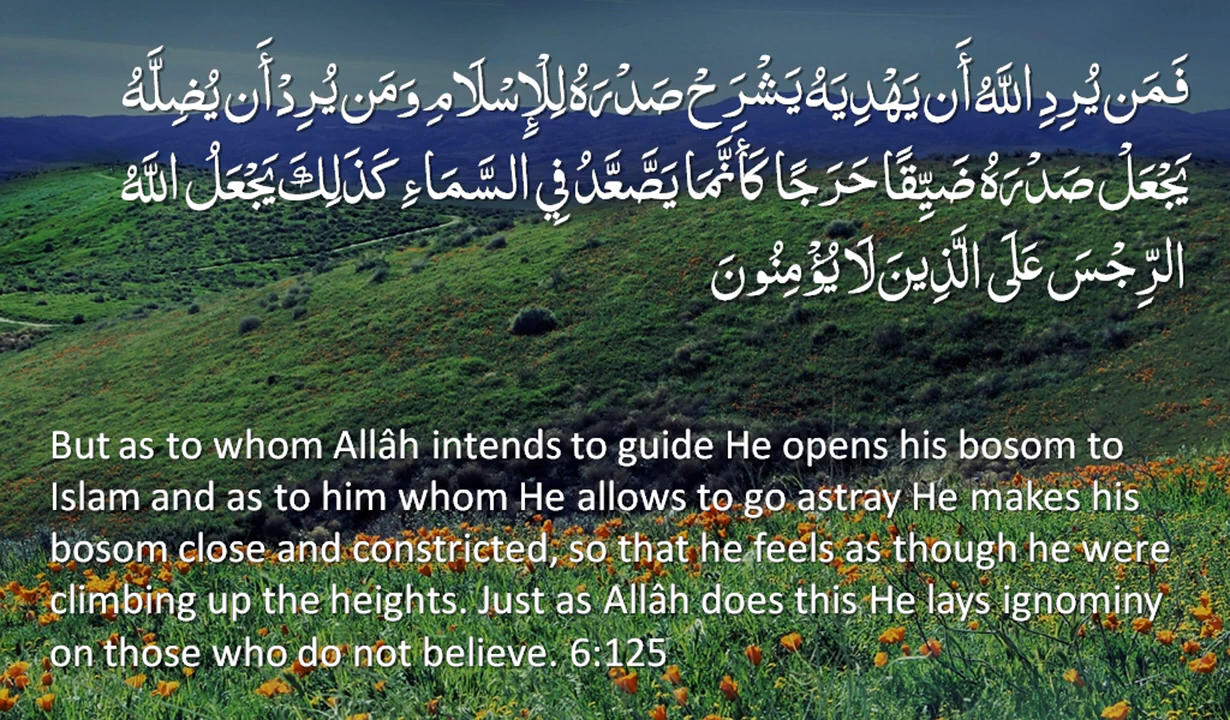 فَمَن يُرِدِ اللَّهُ أَن يَهْدِيَهُ يَشْرَحْ صَدْرَهُ لِلْإِسْلَامِ وَمَن يُرِدْ أَن يُضِلَّهُ
يَجْعَلْ صَدْرَهُ ضَيِّقًا حَرَجًا كَأَنَّمَا يَصَّعَّدُ فِي السَّمَاءِ كَذَلِكَ يَجْعَلُ اللَّهُ
الرِّجْسَ عَلَى الَّذِينَ لَا يُؤْمِنُونَ
But as to whom Allâh intends to guide He opens his bosom to
Islam and as to him whom He allows to go astray He makes his
bosom close and constricted, so that he feels as though he were
climbing up the heights. Just as Allâh does this He lays ignominy
on those who do not believe. 6:125